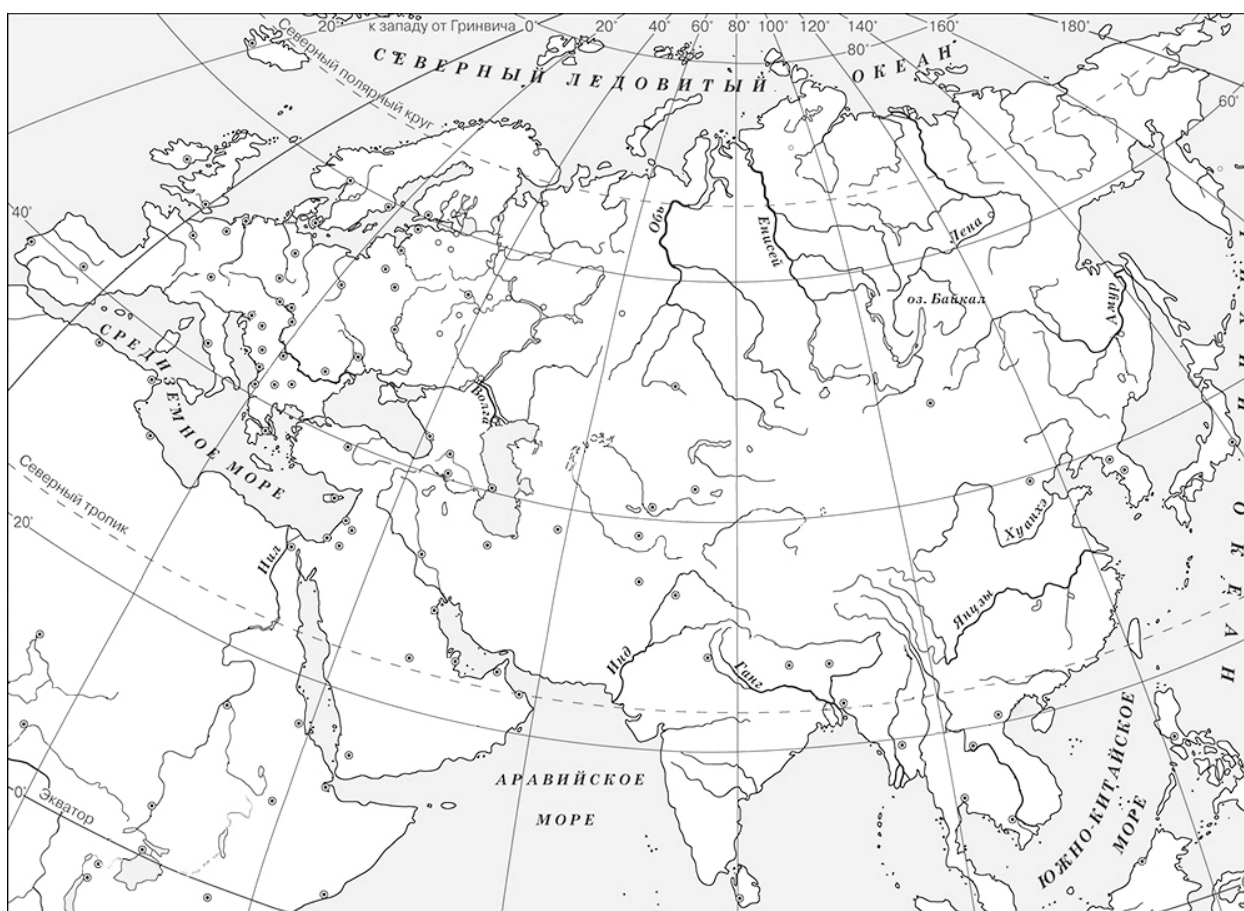 20°
к западу от Гринвича
0°
20°
40°
60°
80°
100
120
140°
160°
180°
80°
60°
Северный полярный круг
СЕВЕРНЫЙ ЛЕДОВИТЫЙ ОКЕАН
40°
Обь
Енисей
Лена
оз. Байкал
Амур
Волга
СРЕДИЗЕМНОЕ МОРЕ
Северный тропик
20°
Нил
Хуанхэ
Янцзы
Инд
Ганг
ОКЕАН
АРАВИЙСКОЕ
МОРЕ
ЮЖНО-КИТАЙСКОЕ
МОРЕ
Экватор
0°